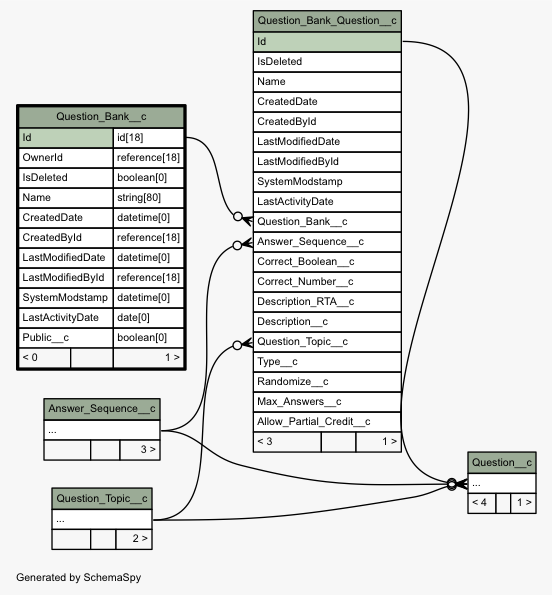 Question_Bank_Question__c
Id
IsDeleted
Name
CreatedDate
CreatedById
LastModifiedDate
LastModifiedById
SystemModstamp
LastActivityDate
Question_Bank__c
Answer_Sequence__c
Correct_Boolean__c
Correct_Number__c
Description_RTA__c
Description__c
Question_Topic__c
Type__c
Randomize__c
Max_Answers__c
Allow_Partial_Credit__c
< 3 1 >
Question_Bank__c
Id id[18]
OwnerId reference[18]
IsDeleted boolean[0]
Name string[80]
CreatedDate datetime[0]
CreatedById reference[18]
LastModifiedDate datetime[0]
LastModifiedById reference[18]
SystemModstamp datetime[0]
LastActivityDate date[0]
Public__c boolean[0]
< 0 1 >
Answer_Sequence__c
...
3 >
Question__c
...
< 4 1 >
Question_Topic__c
...
2 >
Generated by SchemaSpy